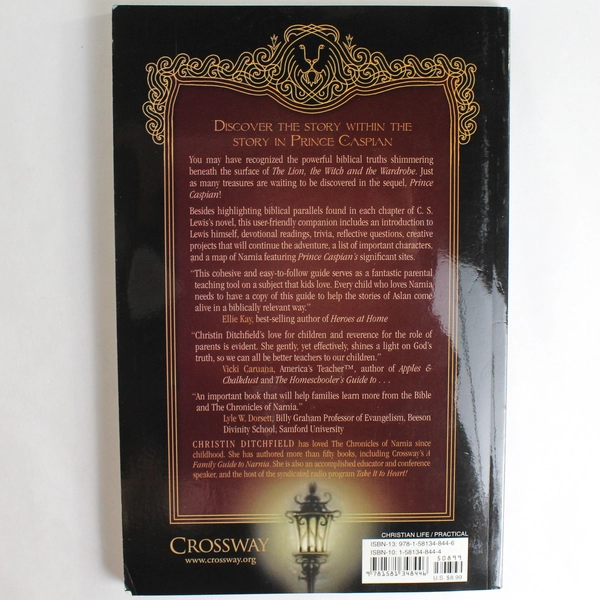 DISCOVER THE STORY WITHIN THE
STORY IN PRINCE CASPIAN
You may have recognized the powerful biblical truths shimmering
beneath the surface of The Lion, the Witch and the Wardrobe. Just
as many treasures are waiting to be discovered in the sequel, Prince
Caspian!
Besides highlighting biblical parallels found in each chapter of C. S.
Lewis's novel, this user-friendly companion includes an introduction to
Lewis himself, devotional readings, trivia, reflective questions, creative
projects that will continue the adventure, a list of important characters,
and a map of Narnia featuring Prince Caspian's significant sites.
"This cohesive and easy-to-follow guide serves as a fantastic parental
teaching tool on a subject that kids love. Every child who loves Narnia
needs to have a copy of this guide to help the stories of Aslan come
alive in a biblically relevant way."
Ellie Kay, best-selling author of Heroes at Home
"Christin Ditchfield's love for children and reverence for the role of
parents is evident. She gently, yet effectively, shines a light on God's
truth, so we can all be better teachers to our children."
Vicki Caruana, America's Teacher™, author of Apples &
Chalkdust and The Homeschooler's Guide to . . .
"An important book that will help families learn more from the Bible
and The Chronicles of Narnia."
Lyle W. Dorsett, Billy Graham Professor of Evangelism, Beeson
Divinity School, Samford University
CHRISTIN DITCHFIELD has loved The Chronicles of Narnia since
childhood. She has authored more than fifty books, including Crossway's A
Family Guide to Narnia. She is also an accomplished educator and conference
speaker, and the host of the syndicated radio program Take It to Heart!
CROSSWAY
www.crossway.org
CHRISTIAN LIFE / PRACTICAL
ISBN-13: 978-1-58134-844-6
ISBN-10: 1-58134-844-4
50899
9 781581 348446
U.S. $8.99